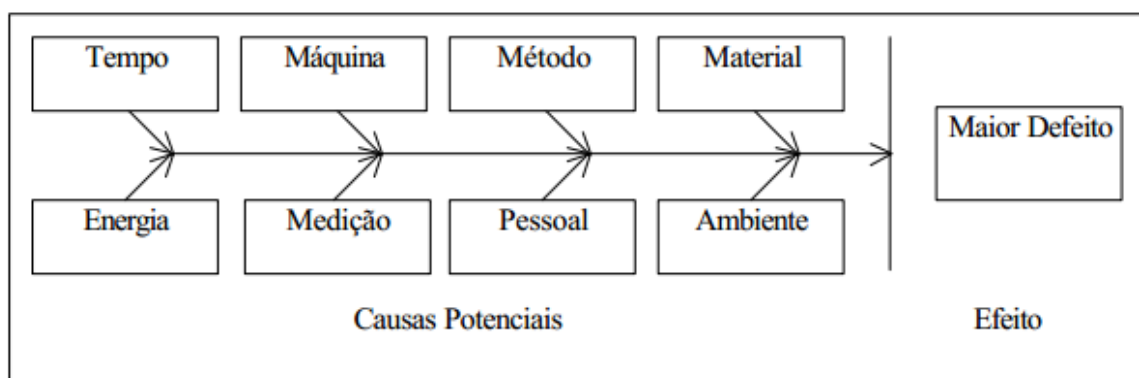 Tempo
Máquina
Método
Material
Maior Defeito
Energia
Medição
Pessoal
Ambiente
Causas Potenciais
Efeito